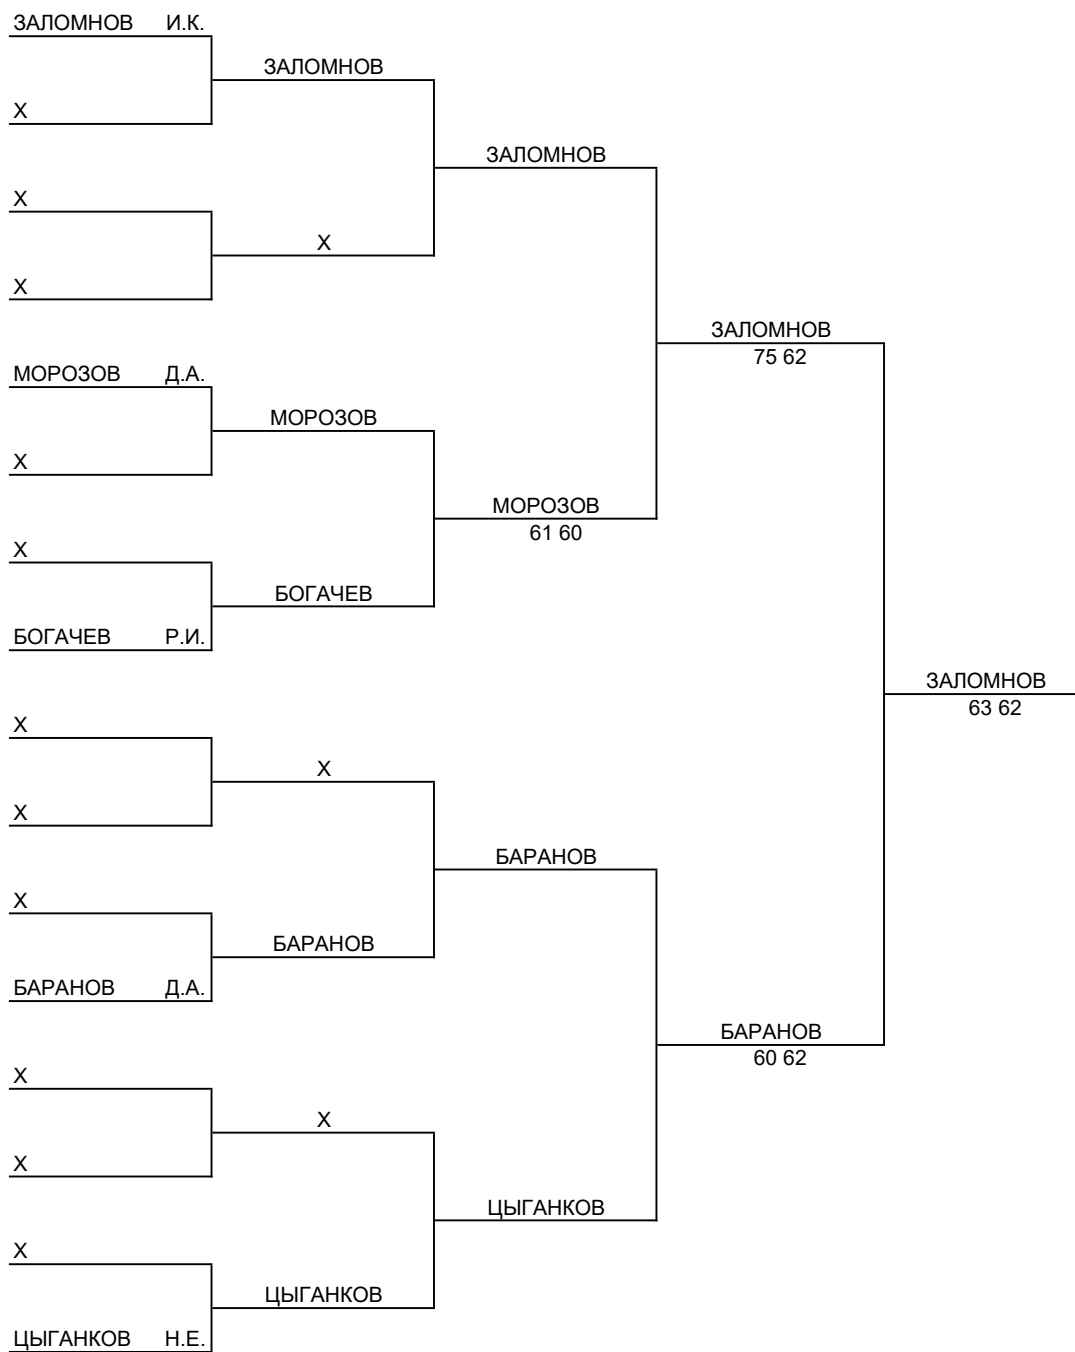 ЗАЛОМНОВ И.К.
ЗАЛОМНОВ
X
ЗАЛОМНОВ
X
X
X
ЗАЛОМНОВ
75 62
МОРОЗОВ Д.А.
МОРОЗОВ
X
МОРОЗОВ
61 60
X
БОГАЧЕВ
БОГАЧЕВ Р.И.
ЗАЛОМНОВ
63 62
X
X
X
БАРАНОВ
X
БАРАНОВ
БАРАНОВ Д.А.
БАРАНОВ
60 62
X
X
X
ЦЫГАНКОВ
X
ЦЫГАНКОВ
ЦЫГАНКОВ Н.Е.